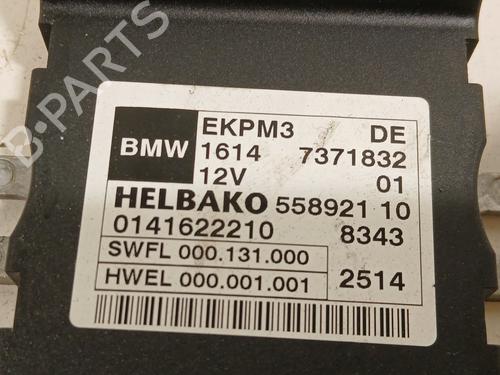 EKPM3 DE
BMW 1614 7371832
12V 01
HELBAKO 558921 10
0141622210 8343
SWFL 000.131.000
HWEL 000.001.001 2514